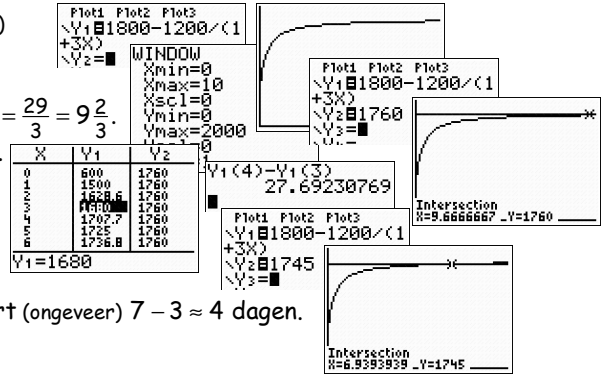 )
Plot1 Plot2 Plot3
\Y1=1800-1200/(1
+3X)
\Y2=
WINDOW
Xmin=0
Xmax=10
Xscl=0
Ymin=0
Ymax=2000
Plot1 Plot2 Plot3
\Y1=1800-1200/(1
+3X)
\Y2=1760
\Y3=
= 29/3 = 9 2/3.
Intersection
X=9.6666667 Y=1760
X Y1 Y2
0 600 1760
1 1500 1760
2 1628.6 1760
3 1680 1760
4 1707.7 1760
5 1725 1760
6 1736.8 1760
Y1=1680
Y1(4)-Y1(3)
27.69230769
Plot1 Plot2 Plot3
\Y1=1800-1200/(1
+3X)
\Y2=1745
\Y3=
rt (ongeveer) 7 − 3 ≈ 4 dagen.
Intersection
X=6.9393939 Y=1745